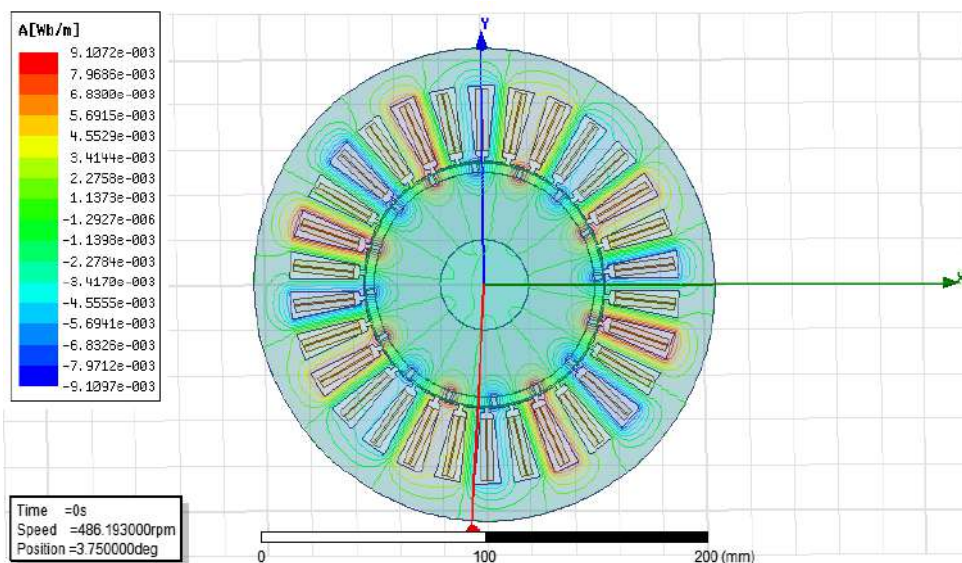 A[Wb/m]
9.1072e-003
7.9686e-003
6.8300e-003
5.6915e-003
4.5529e-003
3.4144e-003
2.2758e-003
1.1373e-003
-1.2927e-006
-1.1398e-003
-2.2784e-003
-3.4170e-003
-4.5555e-003
-5.6941e-003
-6.8326e-003
-7.9712e-003
-9.1097e-003
Y
Time =0s
Speed =486.193000rpm
Position =3.750000deg
0 100 200 (mm)